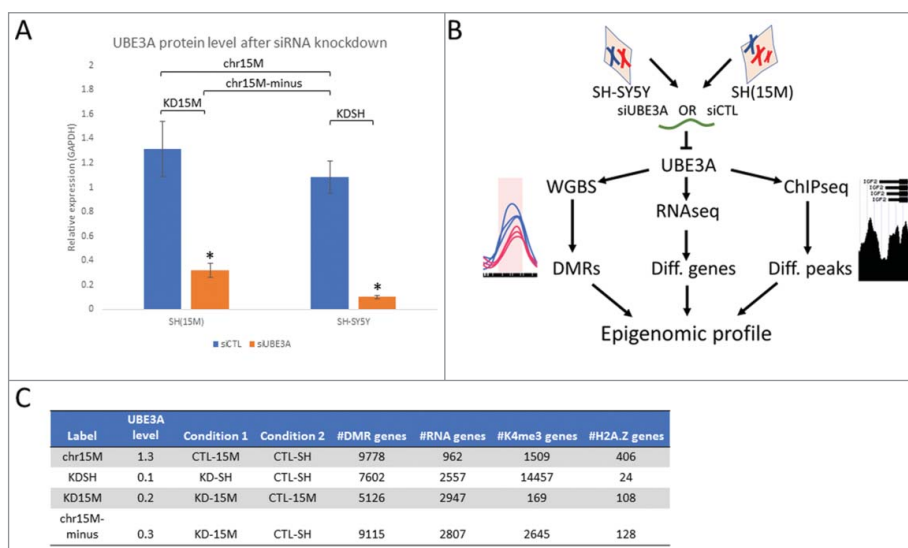 A
UBE3A protein level after siRNA knockdown
2
1.8
1.6
1.4
1.2
1
0.8
0.6
0.4
0.2
0
Relative expression (GAPDH)
chr15M
chr15M-minus
KD15M
KDSH
*
*
SH(15M)
SH-SY5Y
siCTL
siUBE3A
B
SH-SY5Y
SH(15M)
siUBE3A OR siCTL
UBE3A
WGBS
RNAseq
ChIPseq
IGF2
IGF2
IGF2
IGF2
DMRs
Diff. genes
Diff. peaks
Epigenomic profile
C
Label UBE3A level Condition 1 Condition 2 #DMR genes #RNA genes #K4me3 genes #H2A.Z genes
chr15M 1.3 CTL-15M CTL-SH 9778 962 1509 406
KDSH 0.1 KD-SH CTL-SH 7602 2557 14457 24
KD15M 0.2 KD-15M CTL-15M 5126 2947 169 108
chr15M-minus 0.3 KD-15M CTL-SH 9115 2807 2645 128